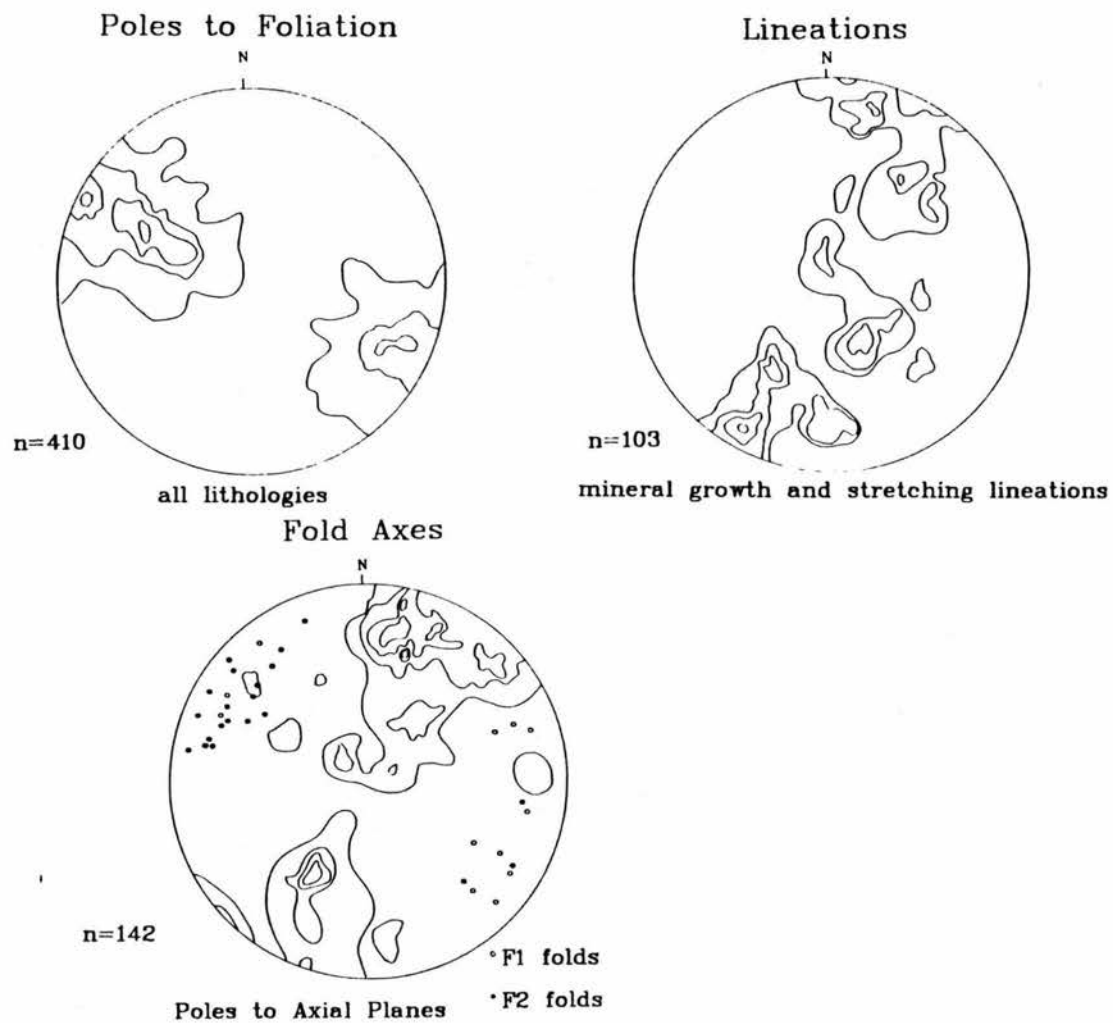 Poles to Foliation
N
n=410
all lithologies
Lineations
N
n=103
mineral growth and stretching lineations
Fold Axes
N
n=142
Poles to Axial Planes
° F1 folds
• F2 folds